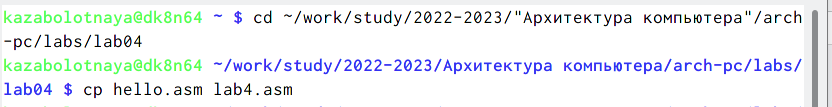 kazabolotnaya@dk8n64 ~ $ cd ~/work/study/2022-2023/"Архитектура компьютера"/arch
-pc/labs/lab04
kazabolotnaya@dk8n64 ~/work/study/2022-2023/Архитектура компьютера/arch-pc/labs/
lab04 $ cp hello.asm lab4.asm